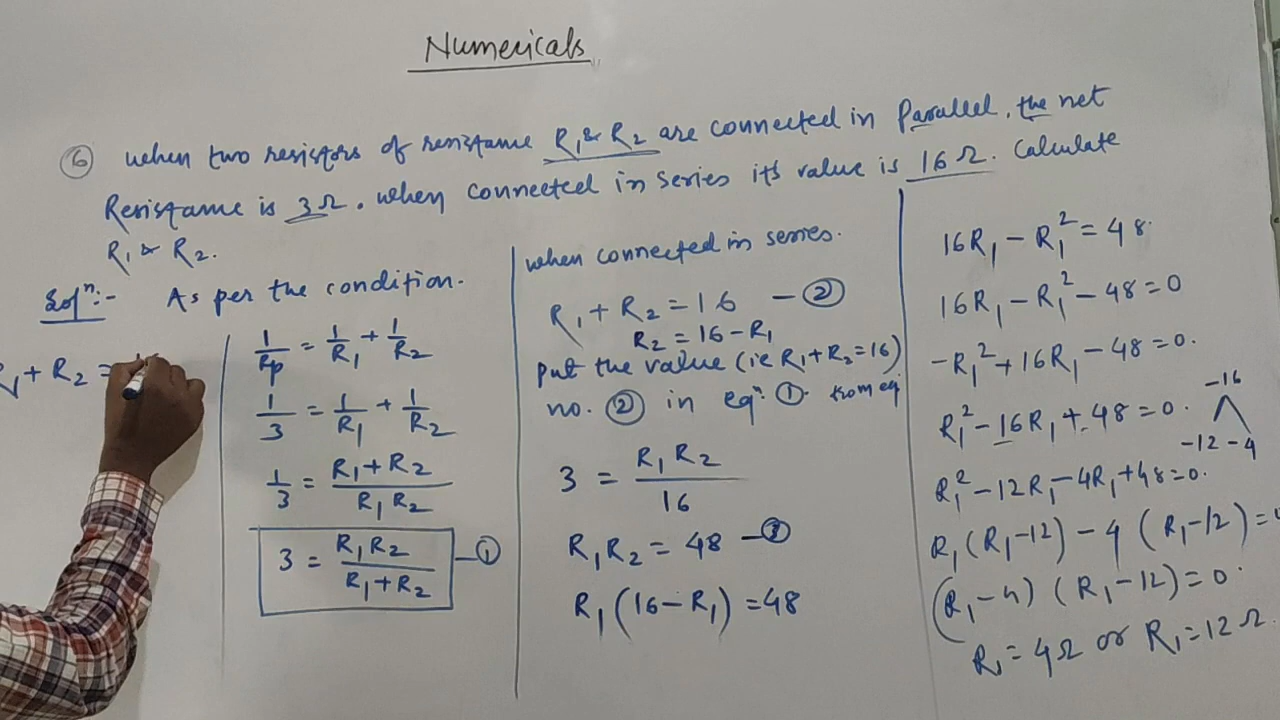 Numericals
⑥ when two resistors of resistance R₁ & R₂ are connected in Parallel, the net
Resistance is 3Ω. when connected in series it's value is 16Ω. Calculate
R₁ & R₂.
Solⁿ:- As per the condition.
R₁ + R₂ =
1/Rp = 1/R₁ + 1/R₂
1/3 = 1/R₁ + 1/R₂
1/3 = (R₁+R₂)/(R₁R₂)
3 = (R₁R₂)/(R₁+R₂) — ①
when connected in series.
R₁ + R₂ = 16 — ②
R₂ = 16 - R₁
put the value (ie R₁+R₂=16)
no. ② in eqⁿ ① from eqⁿ
3 = (R₁R₂)/16
R₁R₂ = 48 — ③
R₁(16-R₁) = 48
16R₁ - R₁² = 48
16R₁ - R₁² - 48 = 0
-R₁² + 16R₁ - 48 = 0.
R₁² - 16R₁ + 48 = 0.
-16
-12 -4
R₁² - 12R₁ - 4R₁ + 48 = 0.
R₁(R₁-12) - 4(R₁-12) =
(R₁-4)(R₁-12) = 0
R₁ = 4Ω or R₁ = 12Ω.